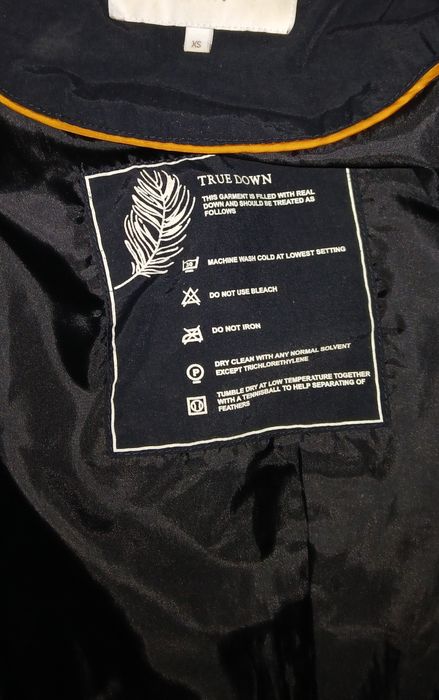 XS
TRUE DOWN
THIS GARMENT IS FILLED WITH REAL
DOWN AND SHOULD BE TREATED AS
FOLLOWS
MACHINE WASH COLD AT LOWEST SETTING
DO NOT USE BLEACH
DO NOT IRON
P
DRY CLEAN WITH ANY NORMAL SOLVENT
EXCEPT TRICHLORETHYLENE
TUMBLE DRY AT LOW TEMPERATURE TOGETHER
WITH A TENNISBALL TO HELP SEPARATING OF
FEATHERS